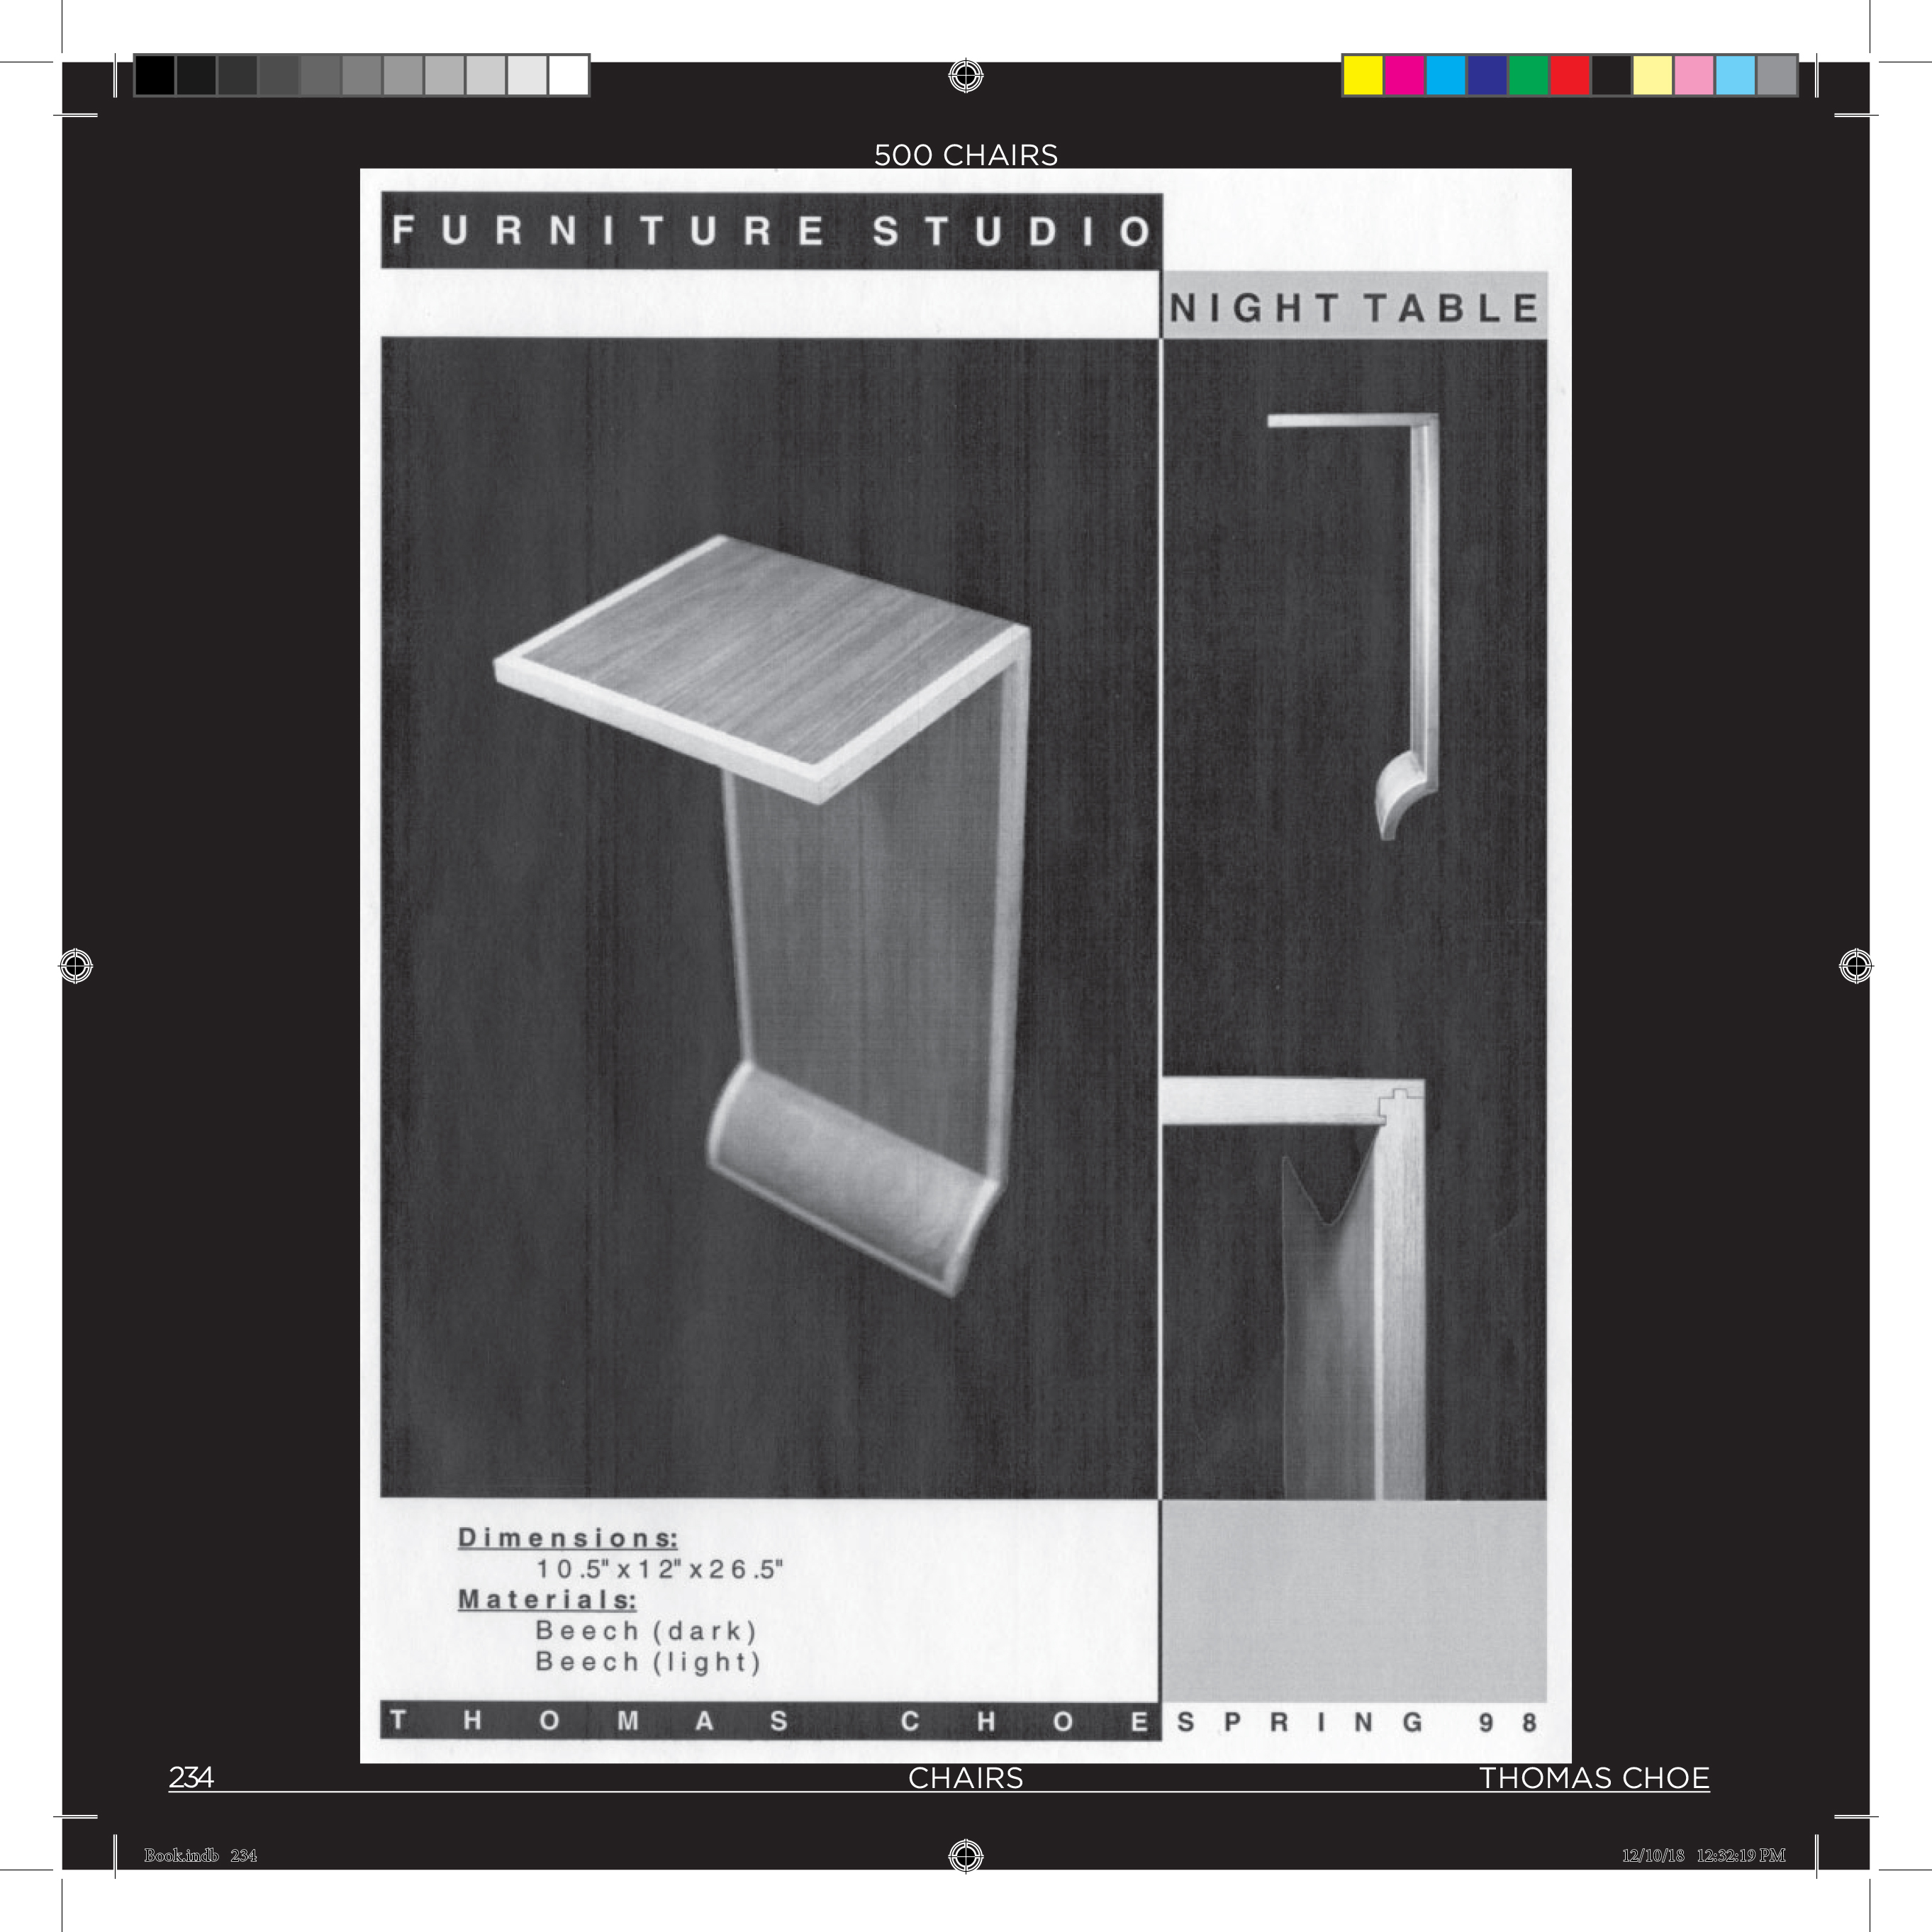 500 CHAIRS
FURNITURE STUDIO
NIGHT TABLE
Dimensions:
10.5" x 12" x 26.5"
Materials:
Beech (dark)
Beech (light)
THOMAS CHOE SPRING 98
234 CHAIRS THOMAS CHOE
Book.indb 234 12/10/18 12:32:19 PM